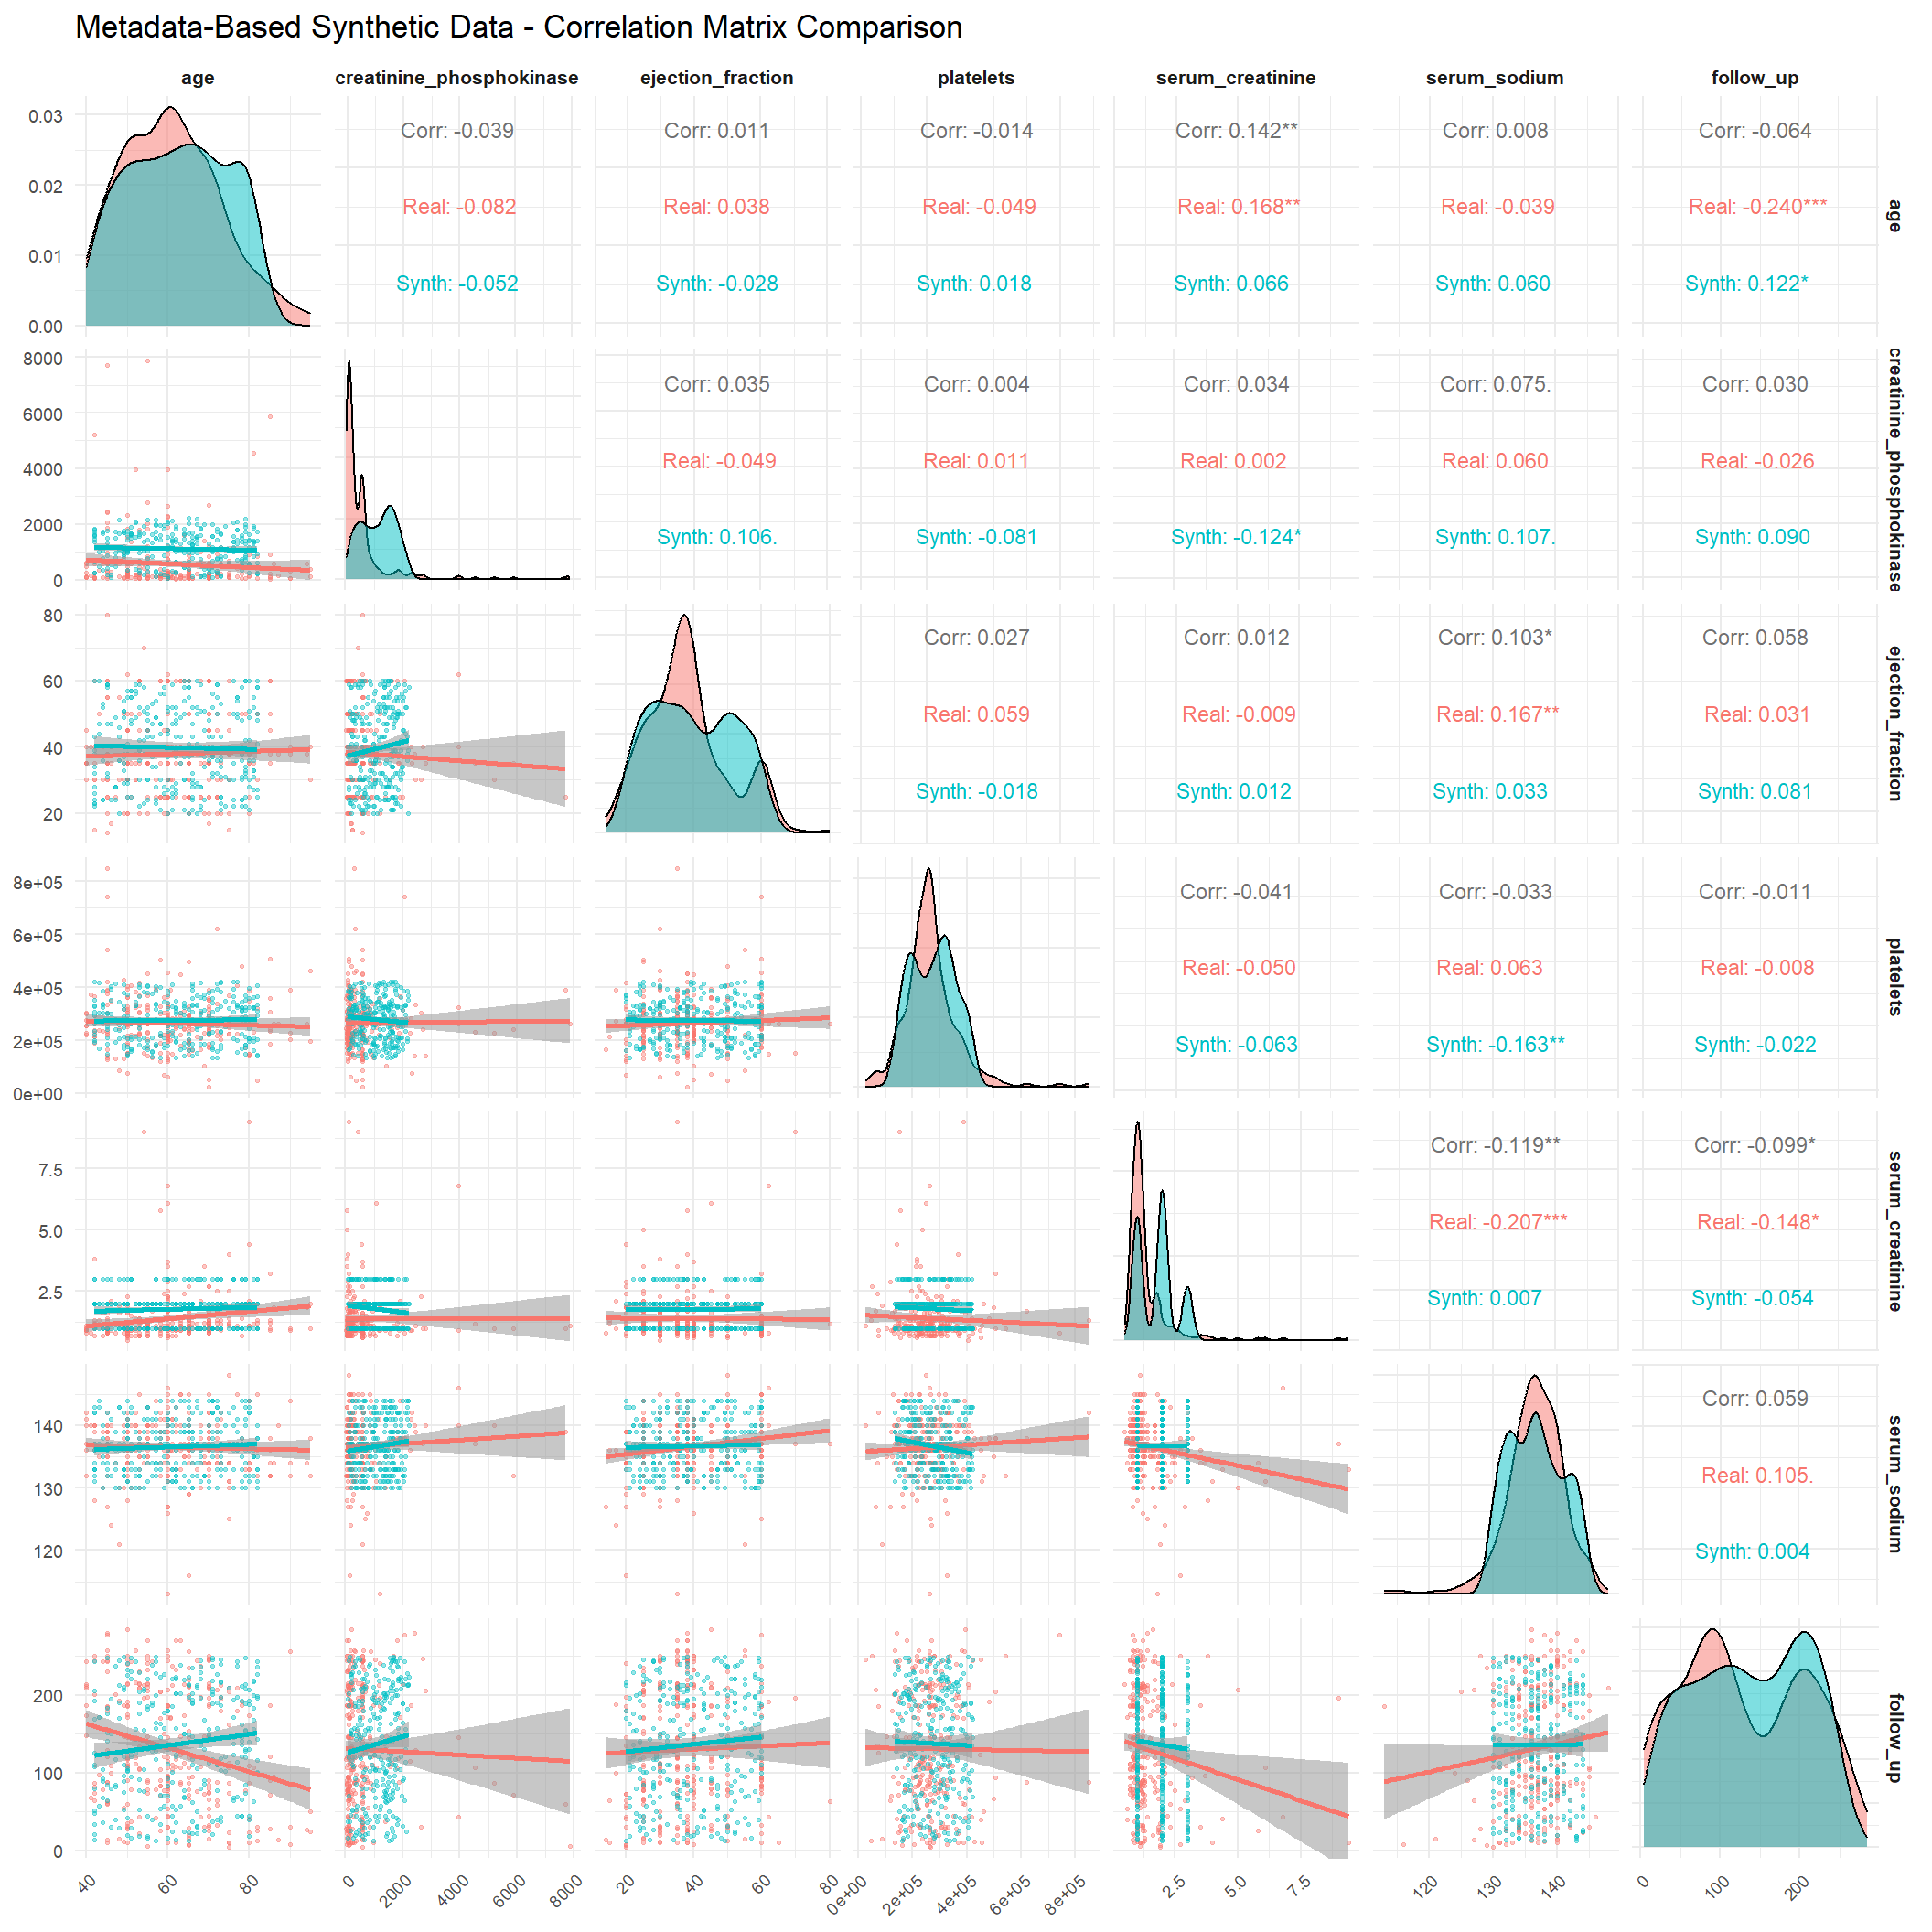 Metadata-Based Synthetic Data - Correlation Matrix Comparison
age creatinine_phosphokinase ejection_fraction platelets serum_creatinine serum_sodium follow_up
0.03
0.02
0.01
0.00
Corr: -0.039 Corr: 0.011 Corr: -0.014 Corr: 0.142** Corr: 0.008 Corr: -0.064
Real: -0.082 Real: 0.038 Real: -0.049 Real: 0.168** Real: -0.039 Real: -0.240***
Synth: -0.052 Synth: -0.028 Synth: 0.018 Synth: 0.066 Synth: 0.060 Synth: 0.122*
age
8000
6000
4000
2000
0
Corr: 0.035 Corr: 0.004 Corr: 0.034 Corr: 0.075. Corr: 0.030
Real: -0.049 Real: 0.011 Real: 0.002 Real: 0.060 Real: -0.026
Synth: 0.106. Synth: -0.081 Synth: -0.124* Synth: 0.107. Synth: 0.090
creatinine_phosphokinase
80
60
40
20
Corr: 0.027 Corr: 0.012 Corr: 0.103* Corr: 0.058
Real: 0.059 Real: -0.009 Real: 0.167** Real: 0.031
Synth: -0.018 Synth: 0.012 Synth: 0.033 Synth: 0.081
ejection_fraction
8e+05
6e+05
4e+05
2e+05
0e+00
Corr: -0.041 Corr: -0.033 Corr: -0.011
Real: -0.050 Real: 0.063 Real: -0.008
Synth: -0.063 Synth: -0.163** Synth: -0.022
platelets
7.5
5.0
2.5
Corr: -0.119** Corr: -0.099*
Real: -0.207*** Real: -0.148*
Synth: 0.007 Synth: -0.054
serum_creatinine
140
130
120
Corr: 0.059
Real: 0.105.
Synth: 0.004
serum_sodium
200
100
0
follow_up
40 60 80 0 2000 4000 6000 8000 20 40 60 80 0e+00 2e+05 4e+05 6e+05 8e+05 2.5 5.0 7.5 120 130 140 0 100 200